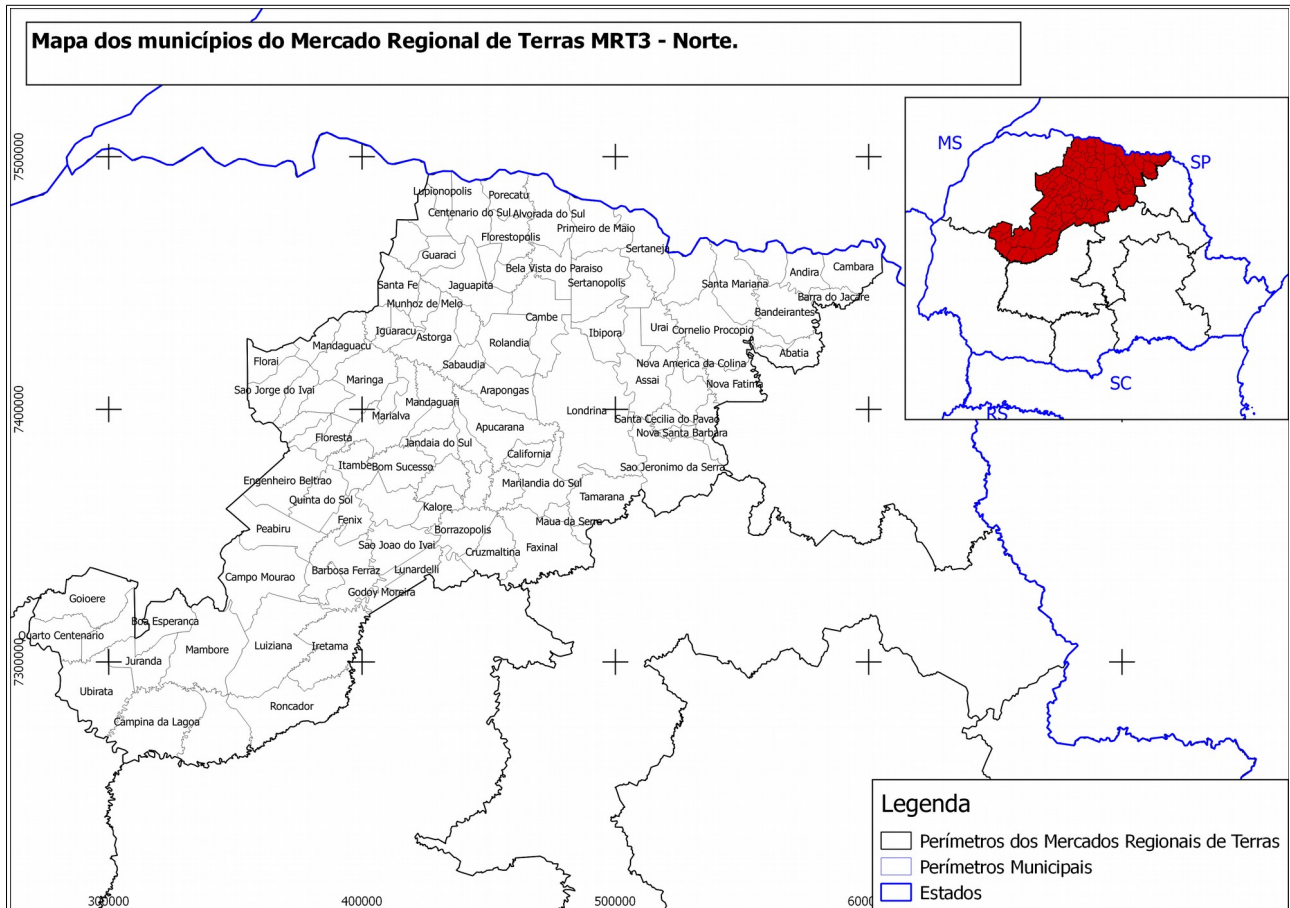 Mapa dos municípios do Mercado Regional de Terras MRT3 - Norte.
MS
SP
SC
RS
7500000
7400000
7300000
Lupionopolis
Porecatu
Centenario do Sul
Alvorada do Sul
Primeiro de Maio
Florestopolis
Sertaneja
Guaraci
Bela Vista do Paraiso
Cambara
Andira
Santa Fe
Jaguapita
Sertanopolis
Santa Mariana
Barra do Jacare
Munhoz de Melo
Bandeirantes
Cambe
Iguaracu
Astorga
Ibipora
Urai
Cornelio Procopio
Mandaguacu
Rolandia
Abatia
Florai
Sabaudia
Nova America da Colina
Maringa
Assai
Nova Fatima
Sao Jorge do Ivai
Arapongas
Mandaguari
Londrina
Marialva
Santa Cecilia do Pavao
Apucarana
Nova Santa Barbara
Floresta
Jandaia do Sul
California
Itambe
Bom Sucesso
Sao Jeronimo da Serra
Engenheiro Beltrao
Marilandia do Sul
Quinta do Sol
Tamarana
Kalore
Fenix
Maua da Serra
Peabiru
Borrazopolis
Sao Joao do Ivai
Faxinal
Cruzmaltina
Barbosa Ferraz
Lunardelli
Campo Mourao
Godoy Moreira
Goioere
Boa Esperança
Quarto Centenario
Mambore
Luiziana
Iretama
Juranda
Ubirata
Roncador
Campina da Lagoa
Legenda
Perímetros dos Mercados Regionais de Terras
Perímetros Municipais
Estados
300000
400000
500000